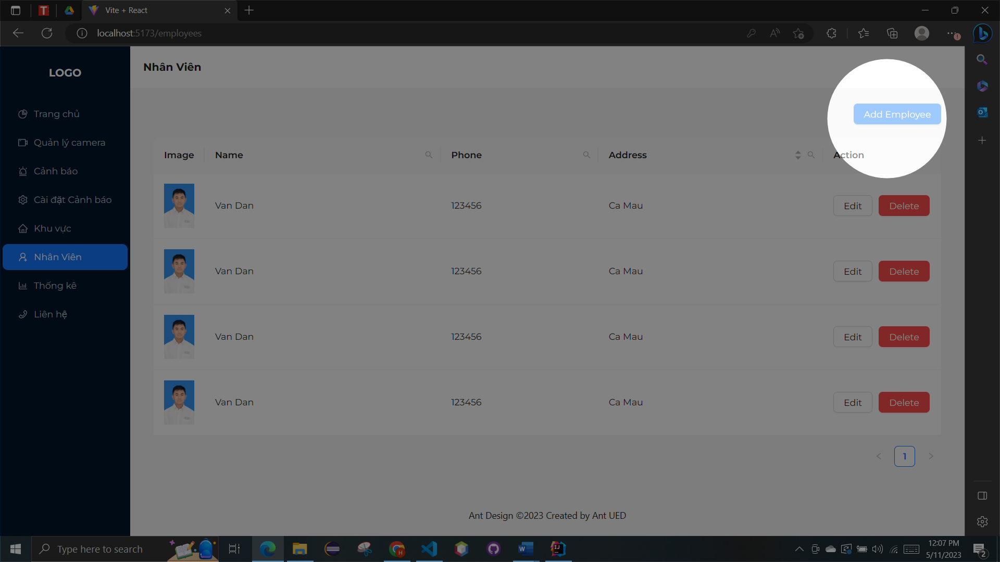 Vite + React
localhost:5173/employees
LOGO
Nhân Viên
Trang chủ
Quản lý camera
Cảnh báo
Cài đặt Cảnh báo
Khu vực
Nhân Viên
Thống kê
Liên hệ
Add Employee
Image Name Phone Address Action
Van Dan 123456 Ca Mau Edit Delete
Van Dan 123456 Ca Mau Edit Delete
Van Dan 123456 Ca Mau Edit Delete
Van Dan 123456 Ca Mau Edit Delete
1
Ant Design ©2023 Created by Ant UED
Type here to search
12:07 PM
5/11/2023
2